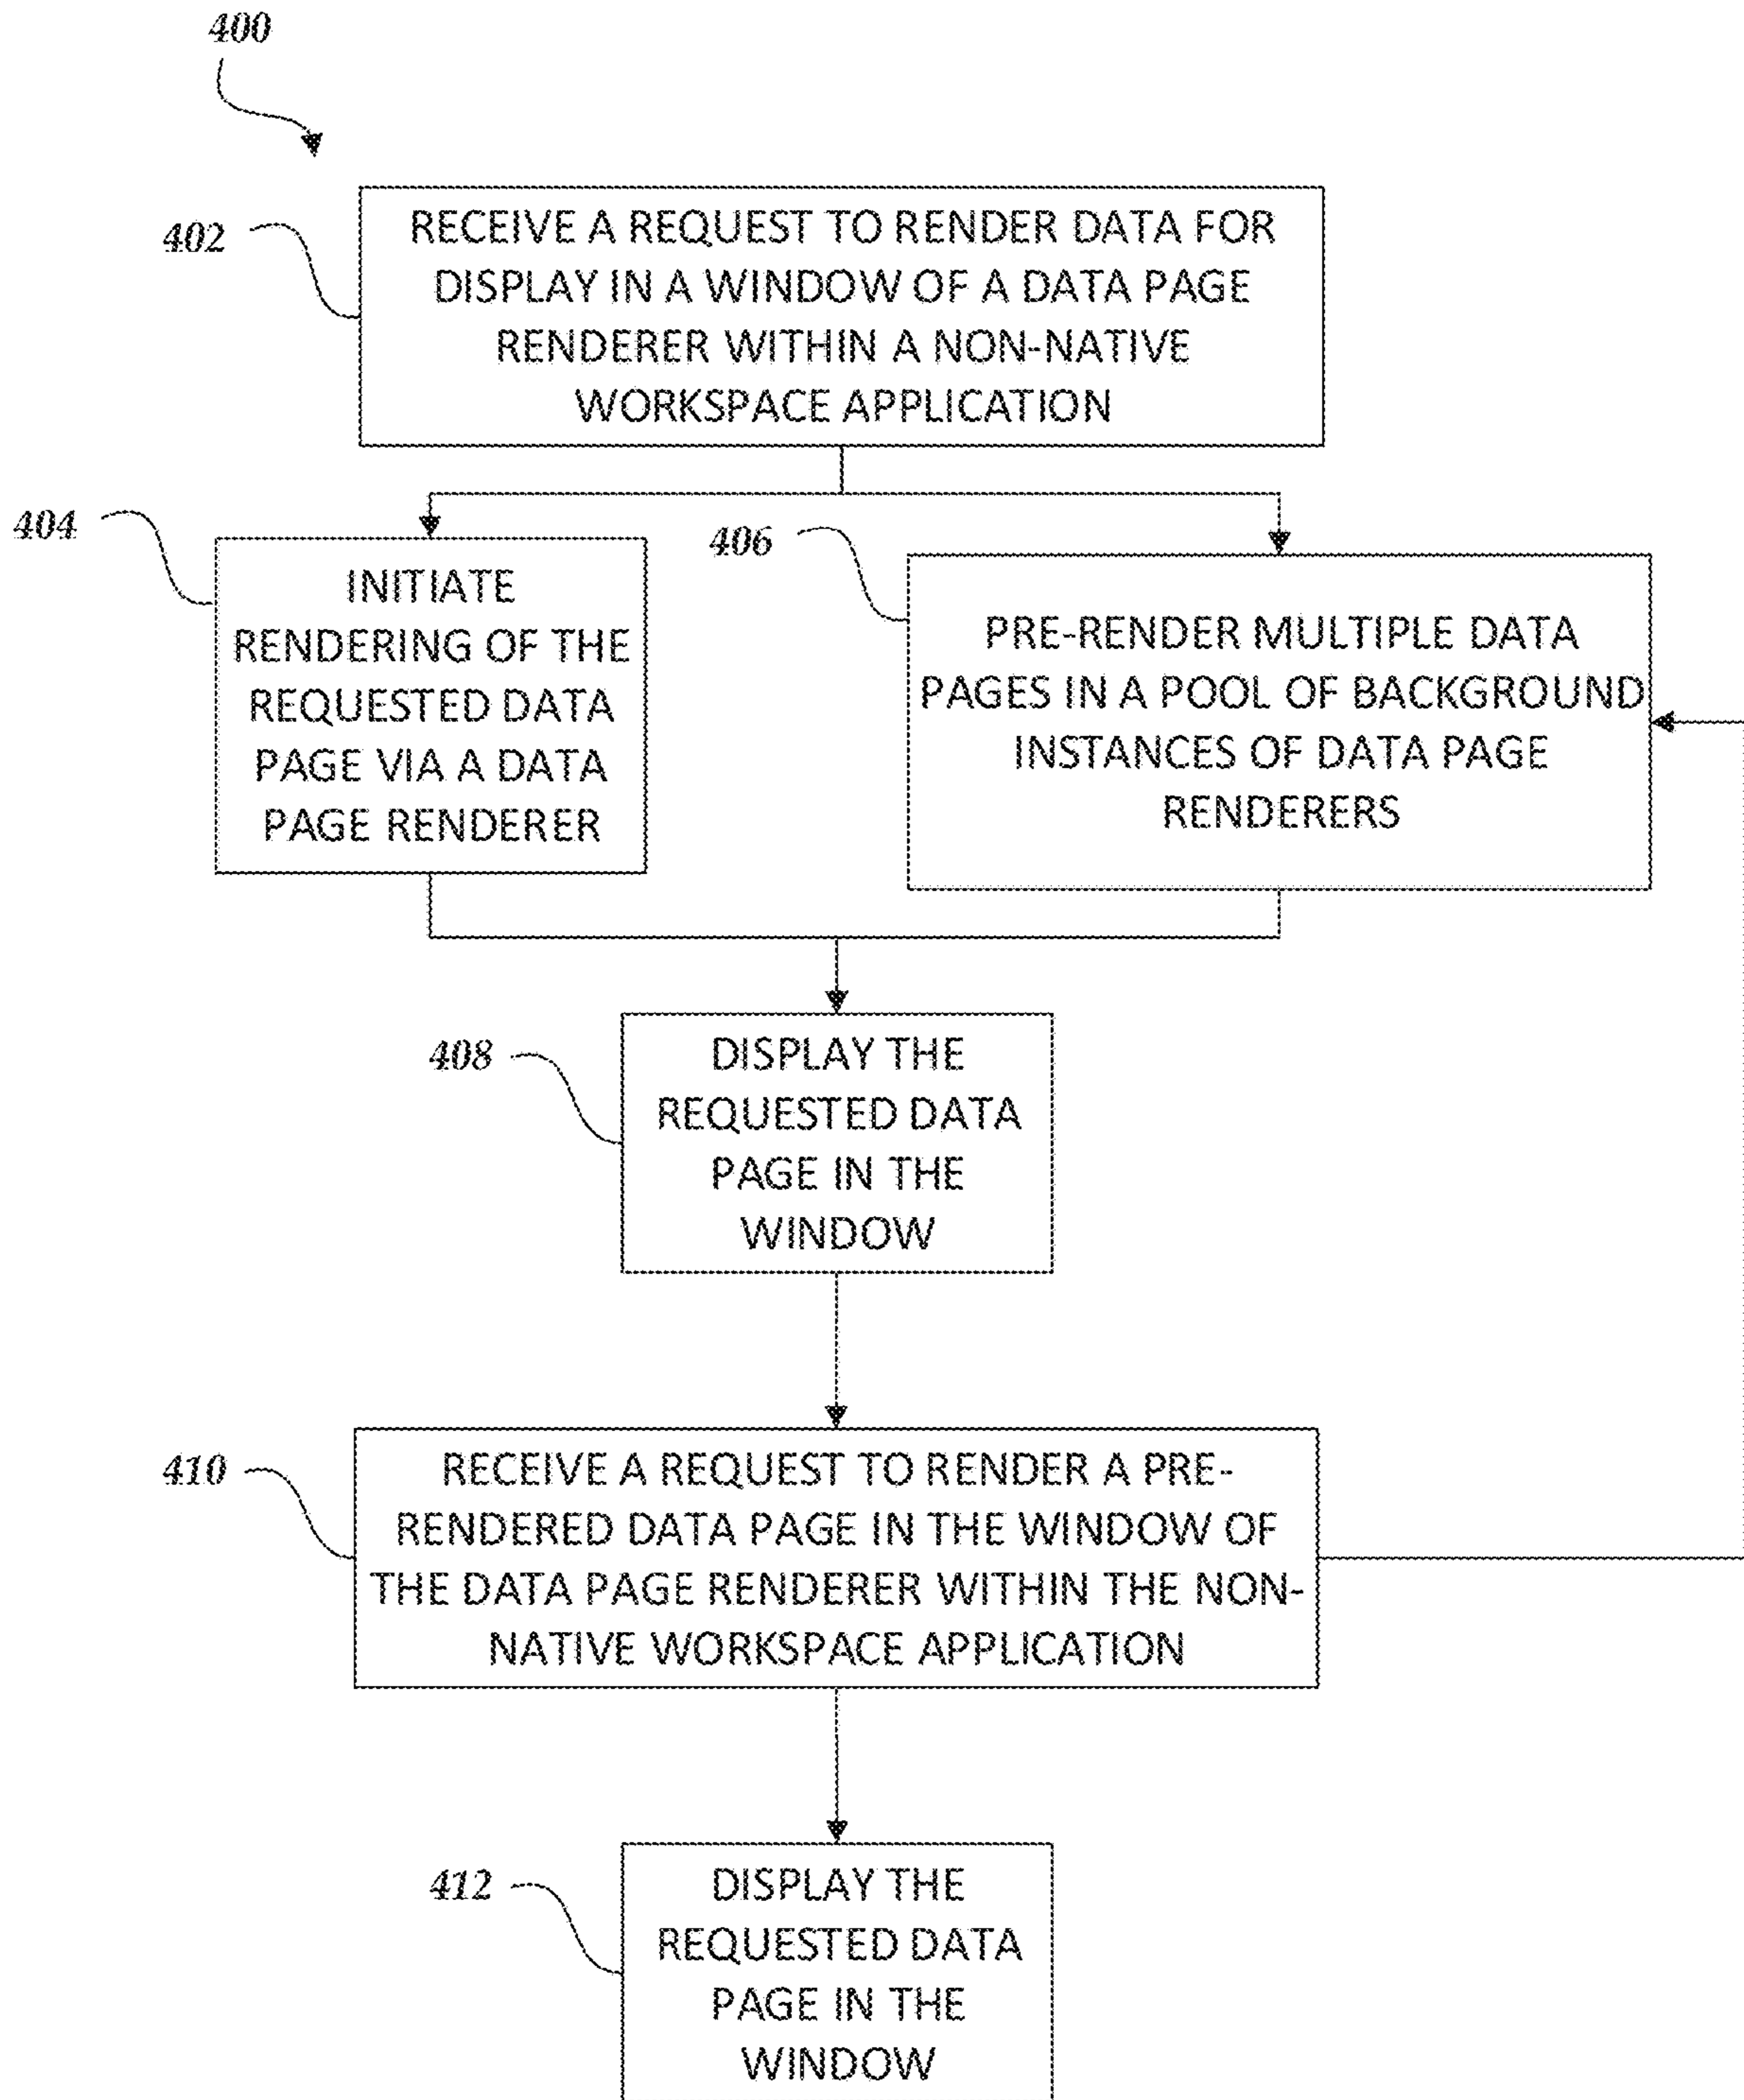 400
402
RECEIVE A REQUEST TO RENDER DATA FOR
DISPLAY IN A WINDOW OF A DATA PAGE
RENDERER WITHIN A NON-NATIVE
WORKSPACE APPLICATION
404
INITIATE
RENDERING OF THE
REQUESTED DATA
PAGE VIA A DATA
PAGE RENDERER
406
PRE-RENDER MULTIPLE DATA
PAGES IN A POOL OF BACKGROUND
INSTANCES OF DATA PAGE
RENDERERS
408
DISPLAY THE
REQUESTED DATA
PAGE IN THE
WINDOW
410
RECEIVE A REQUEST TO RENDER A PRE-
RENDERED DATA PAGE IN THE WINDOW OF
THE DATA PAGE RENDERER WITHIN THE NON-
NATIVE WORKSPACE APPLICATION
412
DISPLAY THE
REQUESTED DATA
PAGE IN THE
WINDOW